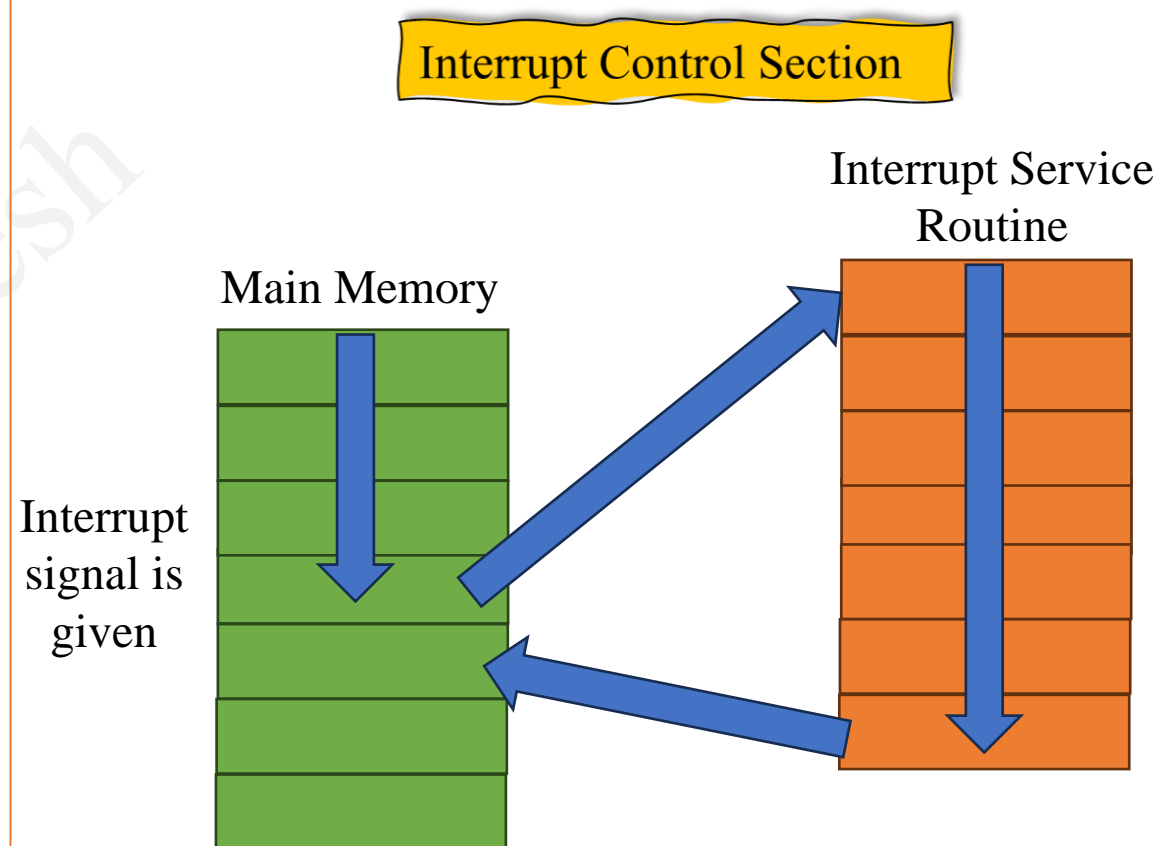 Interrupt Control Section
Interrupt Service
Routine
Main Memory
Interrupt
signal is
given